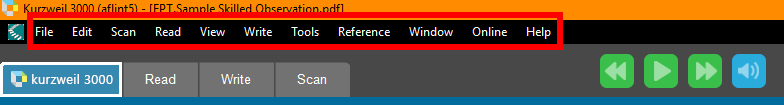 Kurzweil 3000 (aflint5) - [EPT-Sample Skilled Observation.pdf]
File Edit Scan Read View Write Tools Reference Window Online Help
kurzweil 3000 Read Write Scan